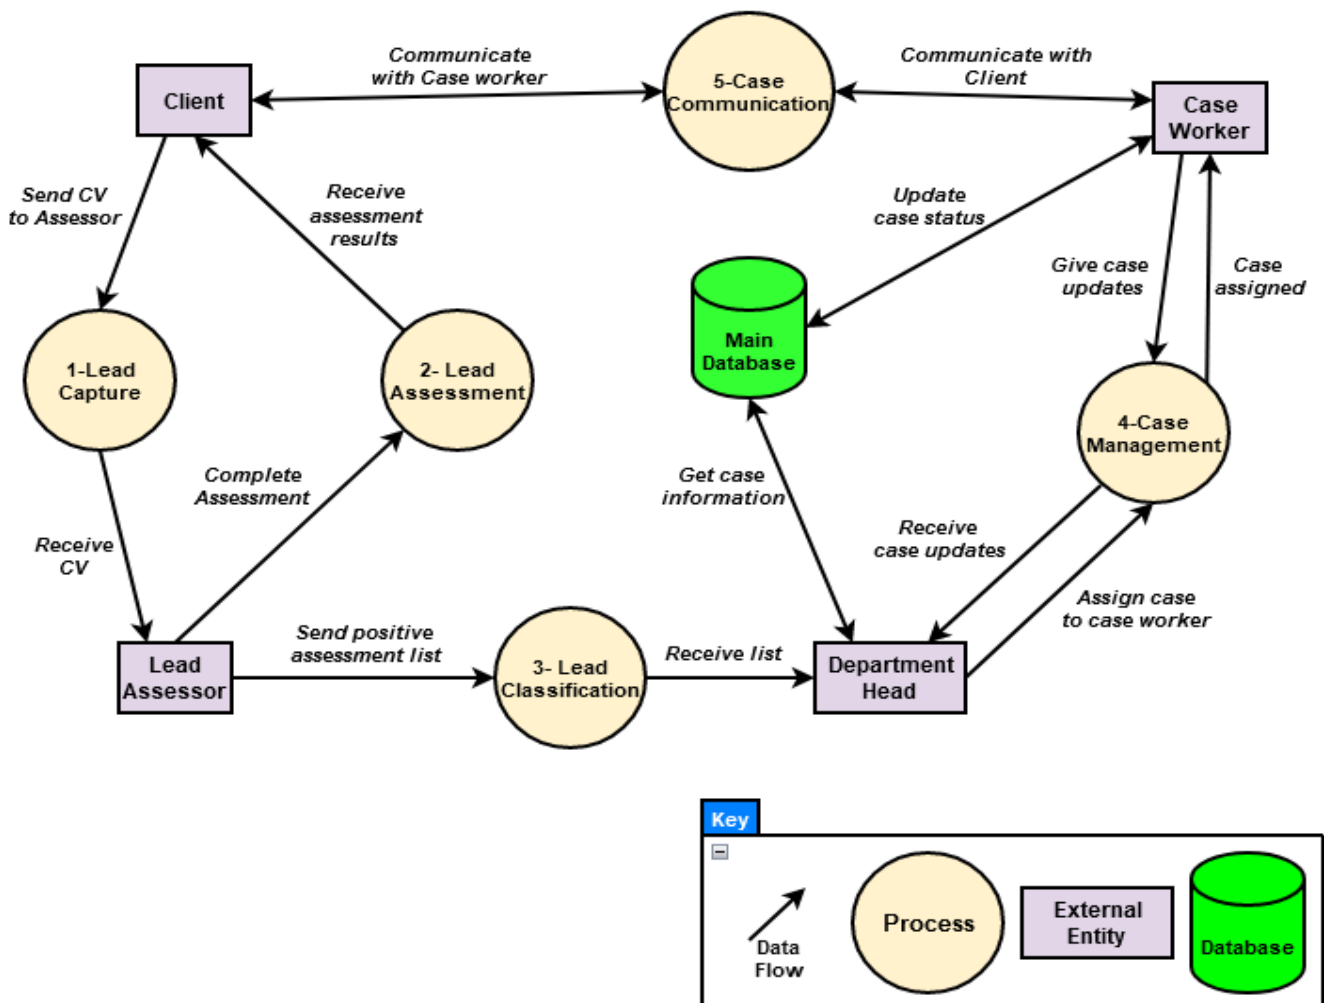 Communicate
with Case worker
5-Case
Communication
Communicate with
Client
Client
Case
Worker
Send CV
to Assessor
Receive
assessment
results
Update
case status
Give case
updates
Case
assigned
1-Lead
Capture
2- Lead
Assessment
Main
Database
4-Case
Management
Complete
Assessment
Get case
information
Receive
CV
Receive
case updates
Assign case
to case worker
Lead
Assessor
Send positive
assessment list
3- Lead
Classification
Receive list
Department
Head
Key
Data
Flow
Process
External
Entity
Database